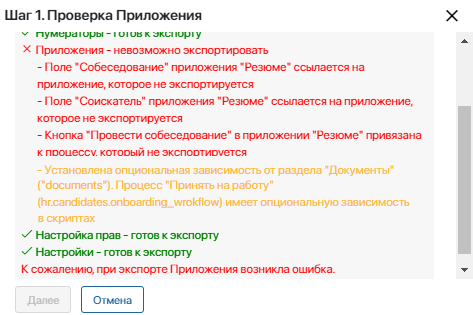 Шаг 1. Проверка Приложения
Нумераторы - готов к экспорту
Приложения - невозможно экспортировать
- Поле "Собеседование" приложения "Резюме" ссылается на
приложение, которое не экспортируется
- Поле "Соискатель" приложения "Резюме" ссылается на приложение,
которое не экспортируется
- Кнопка "Провести собеседование" в приложении "Резюме" привязана
к процессу, который не экспортируется
- Установлена опциональная зависимость от раздела "Документы"
("documents"). Процесс "Принять на работу"
(hr.candidates.onboarding_wrokflow) имеет опциональную зависимость
в скриптах
Настройка прав - готов к экспорту
Настройки - готов к экспорту
К сожалению, при экспорте Приложения возникла ошибка.
Далее
Отмена